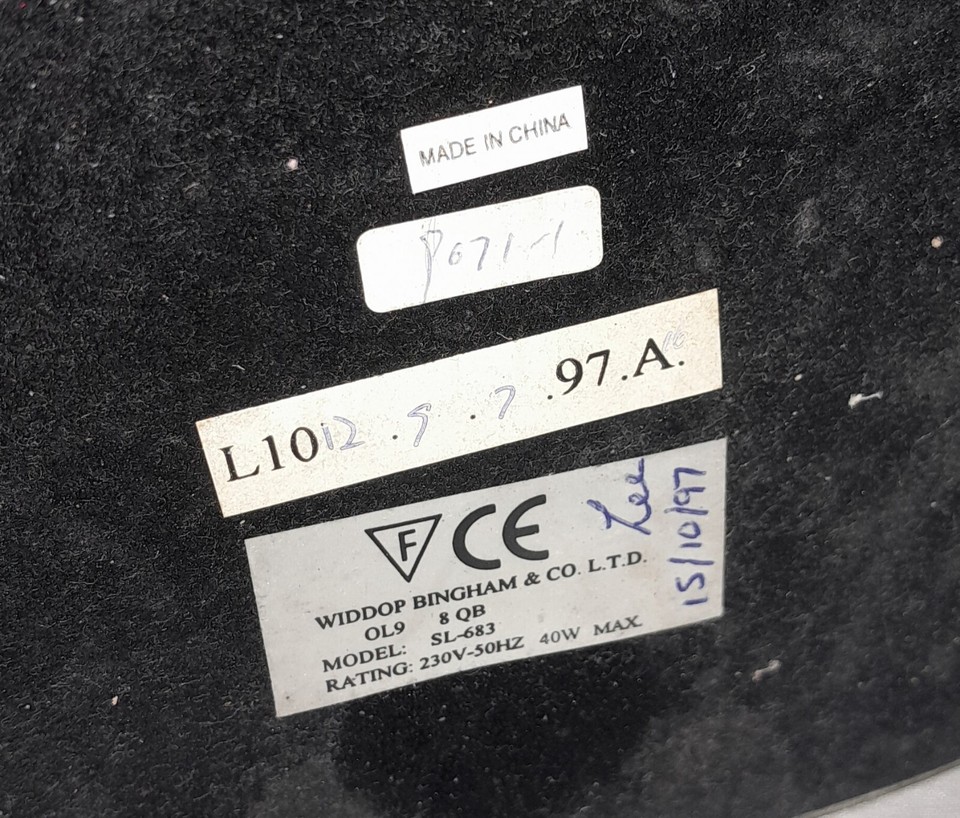 MADE IN CHINA
P071-1
L1012 .9 .7 .97.A.16
F CE
Lee
15/10/97
WIDDOP BINGHAM & CO. L.T.D.
OL9 8 QB
MODEL: SL-683
RATING: 230V-50HZ 40W MAX.